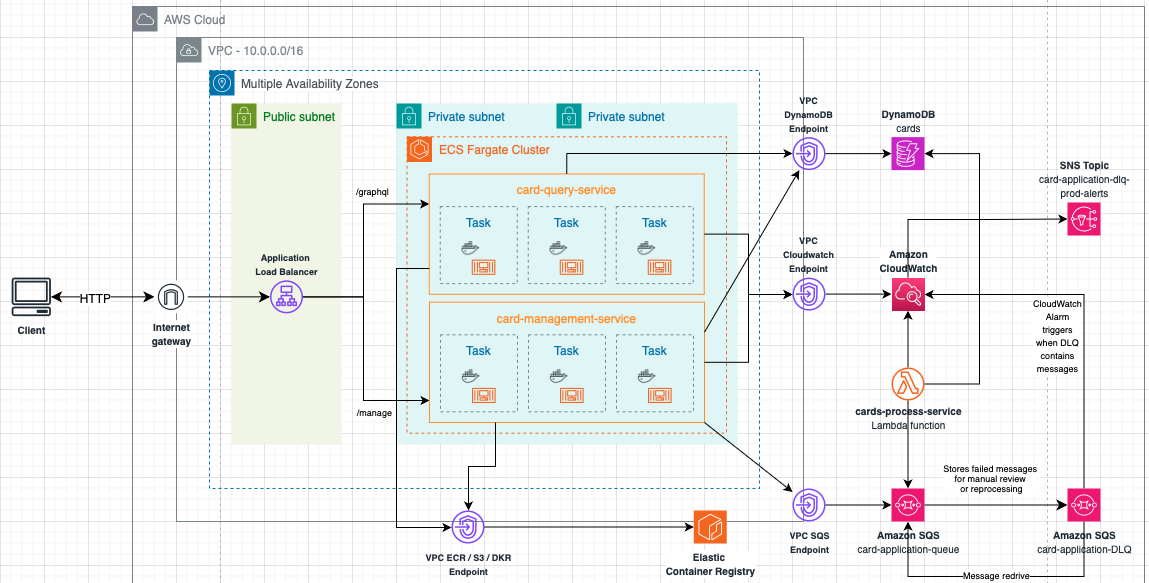 AWS Cloud
VPC - 10.0.0.0/16
Multiple Availability Zones
Public subnet
Private subnet
Private subnet
ECS Fargate Cluster
VPC
DynamoDB
Endpoint
DynamoDB
cards
SNS Topic
card-application-dlq-
prod-alerts
/graphql
card-query-service
Task
Task
Task
Application
Load Balancer
VPC
Cloudwatch
Endpoint
Amazon
CloudWatch
HTTP
Client
Internet
gateway
card-management-service
Task
Task
Task
/manage
CloudWatch
Alarm
triggers
when DLQ
contains
messages
cards-process-service
Lambda function
Stores failed messages
for manual review
or reprocessing
VPC ECR / S3 / DKR
Endpoint
Elastic
Container Registry
VPC SQS
Endpoint
Amazon SQS
card-application-queue
Amazon SQS
card-application-DLQ
Message redrive